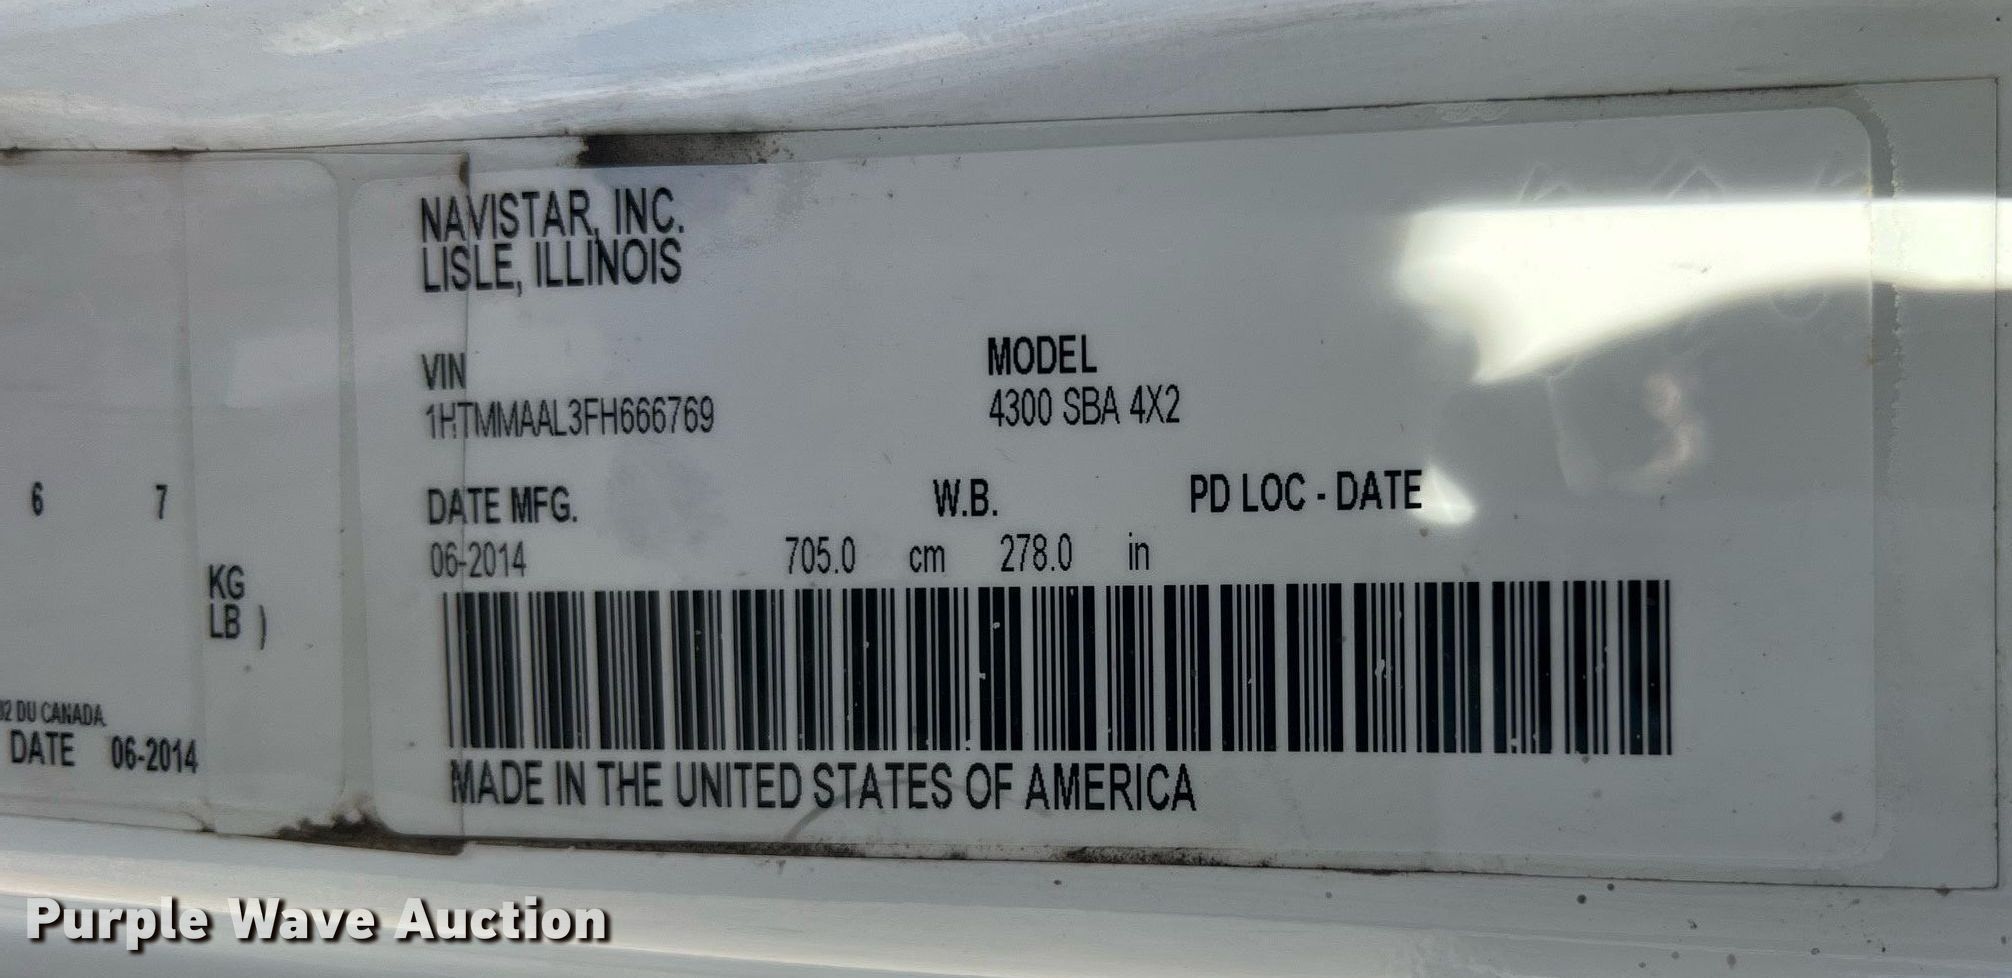 NAVISTAR, INC.
LISLE, ILLINOIS
VIN
1HTMMAAL3FH666769
MODEL
4300 SBA 4X2
DATE MFG.
06-2014
W.B.
705.0 cm 278.0 in
PD LOC - DATE
MADE IN THE UNITED STATES OF AMERICA
6 7
KG
LB )
DU CANADA
DATE 06-2014
Purple Wave Auction